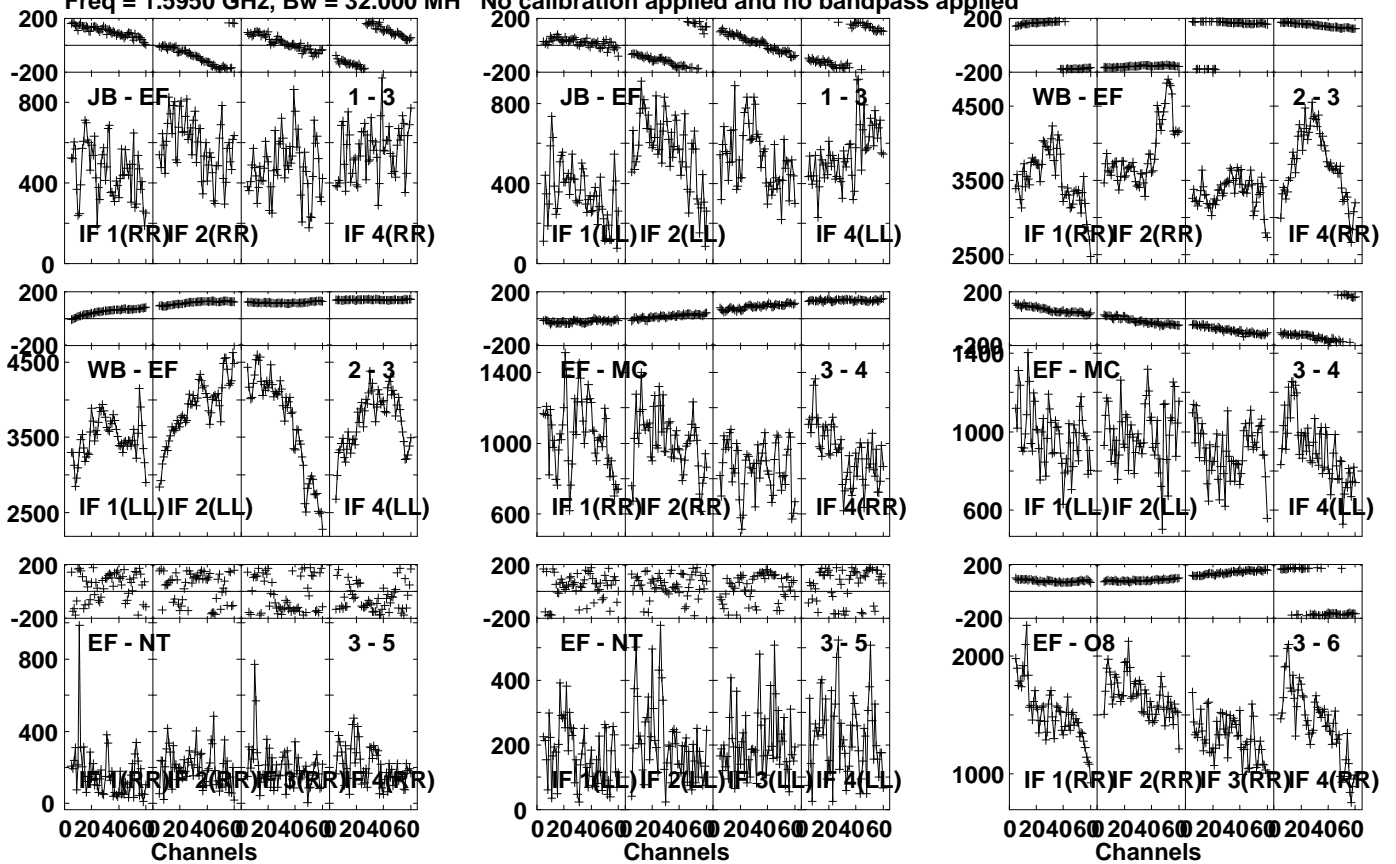 Freq = 1.5950 GHz, Bw = 32.000 MH No calibration applied and no bandpass applied
200
-200
800
400
0
JB - EF
1 - 3
IF 1(RR)
IF 2(RR)
IF 4(RR)
200
-200
800
600
400
200
0
JB - EF
1 - 3
IF 1(LL)
IF 2(LL)
IF 4(LL)
200
-200
4500
3500
2500
WB - EF
2 - 3
IF 1(RR)
IF 2(RR)
IF 4(RR)
200
-200
4500
3500
2500
WB - EF
2 - 3
IF 1(LL)
IF 2(LL)
IF 4(LL)
200
-200
1400
1000
600
EF - MC
3 - 4
IF 1(RR)
IF 2(RR)
IF 4(RR)
200
-200
1400
1000
600
EF - MC
3 - 4
IF 1(LL)
IF 2(LL)
IF 4(LL)
200
-200
800
400
0
EF - NT
3 - 5
IF 1(RR)
IF 2(RR)
IF 3(RR)
IF 4(RR)
0 20 40 60 0 20 40 60 0 20 40 60 0 20 40 60
Channels
200
-200
400
200
0
EF - NT
3 - 5
IF 1(LL)
IF 2(LL)
IF 3(LL)
IF 4(LL)
0 20 40 60 0 20 40 60 0 20 40 60 0 20 40 60
Channels
200
-200
2000
1000
EF - O8
3 - 6
IF 1(RR)
IF 2(RR)
IF 3(RR)
IF 4(RR)
0 20 40 60 0 20 40 60 0 20 40 60 0 20 40 60
Channels